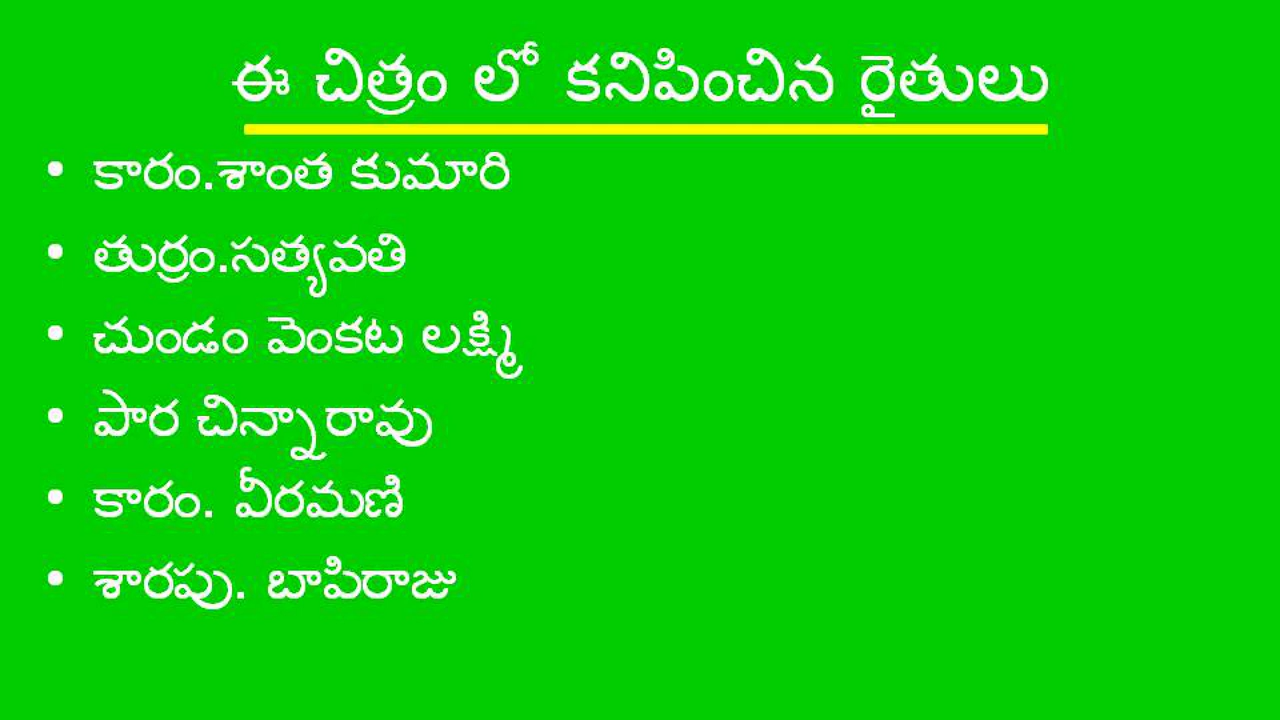 ఈ చిత్రం లో కనిపించిన రైతులు
• కారం.శాంత కుమారి
• తుర్రం.సత్యవతి
• చుండం వెంకట లక్ష్మి
• పార చిన్నారావు
• కారం. వీరమణి
• శారపు. బాపిరాజు